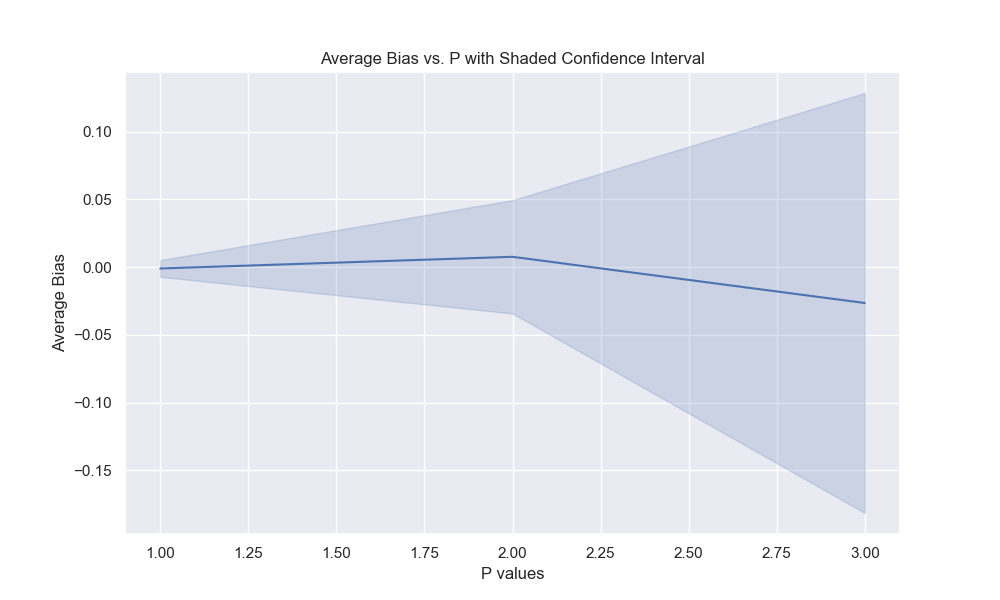 Average Bias vs. P with Shaded Confidence Interval
Average Bias
0.10
0.05
0.00
−0.05
−0.10
−0.15
1.00 1.25 1.50 1.75 2.00 2.25 2.50 2.75 3.00
P values